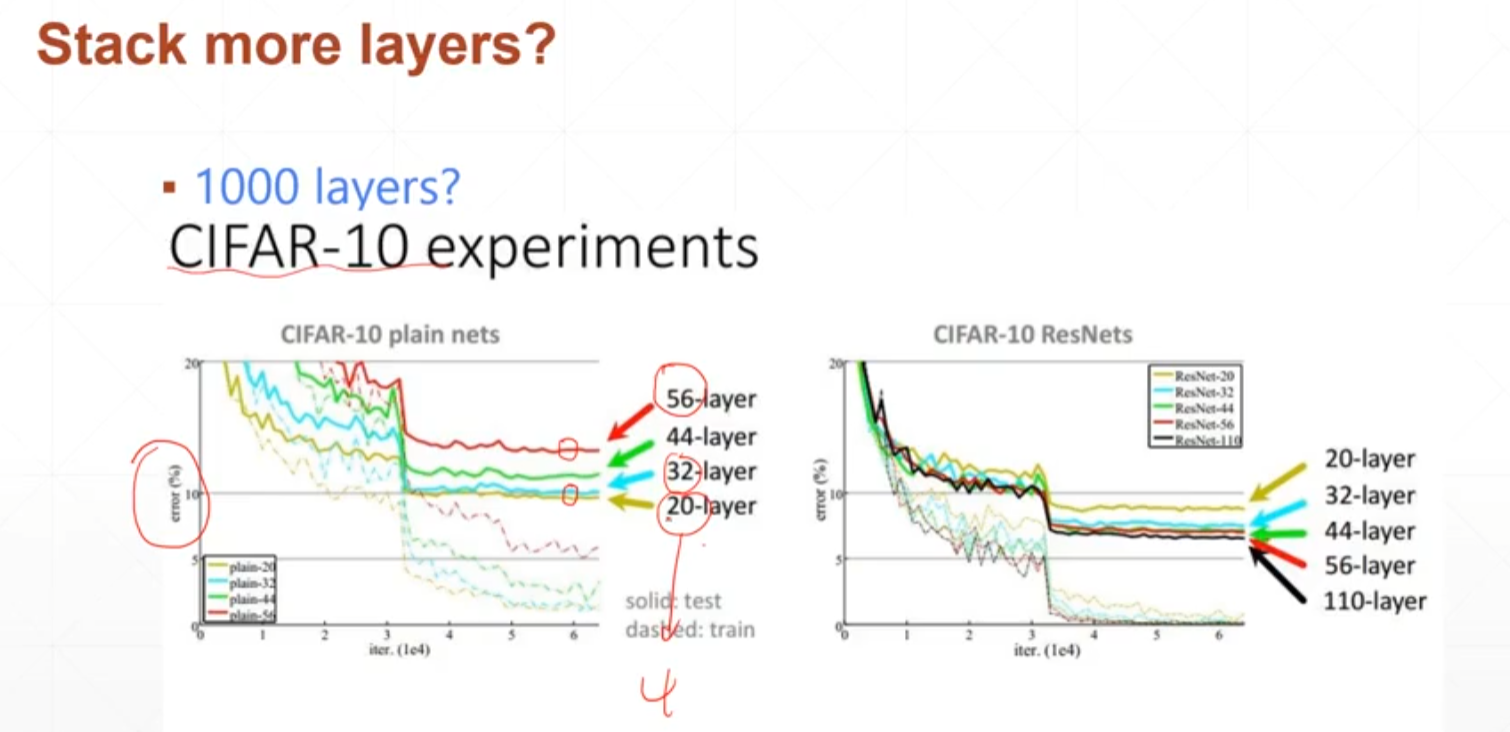 Stack more layers?
1000 layers?
CIFAR-10 experiments
CIFAR-10 plain nets
20
10
5
0
error (%)
plain-20
plain-32
plain-44
plain-56
0 1 2 3 4 5 6
iter. (1e4)
56-layer
44-layer
32-layer
20-layer
solid: test
dashed: train
4
CIFAR-10 ResNets
20
10
5
0
error (%)
ResNet-20
ResNet-32
ResNet-44
ResNet-56
ResNet-110
0 1 2 3 4 5 6
iter. (1e4)
20-layer
32-layer
44-layer
56-layer
110-layer